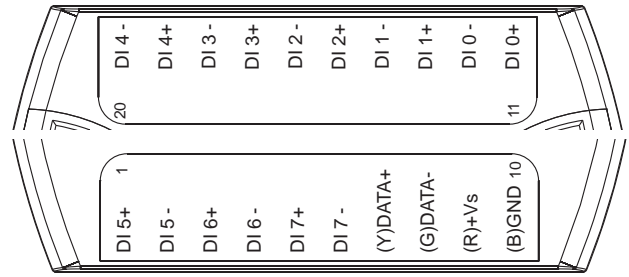 DI 4 -
DI 4+
DI 3 -
DI 3+
DI 2 -
DI 2+
DI 1 -
DI 1+
DI 0 -
DI 0+
20
11
1
10
DI 5+
DI 5 -
DI 6+
DI 6 -
DI 7+
DI 7 -
(Y)DATA+
(G)DATA-
(R)+Vs
(B)GND